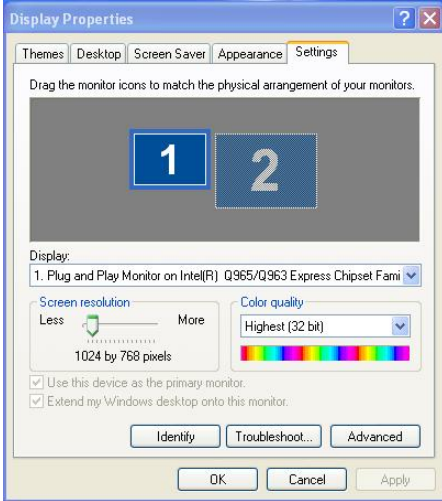 Display Properties
Themes Desktop Screen Saver Appearance Settings
Drag the monitor icons to match the physical arrangement of your monitors.
1 2
Display:
1. Plug and Play Monitor on Intel(R) Q965/Q963 Express Chipset Fami
Screen resolution
Less More
1024 by 768 pixels
Color quality
Highest (32 bit)
Use this device as the primary monitor.
Extend my Windows desktop onto this monitor.
Identify Troubleshoot... Advanced
OK Cancel Apply